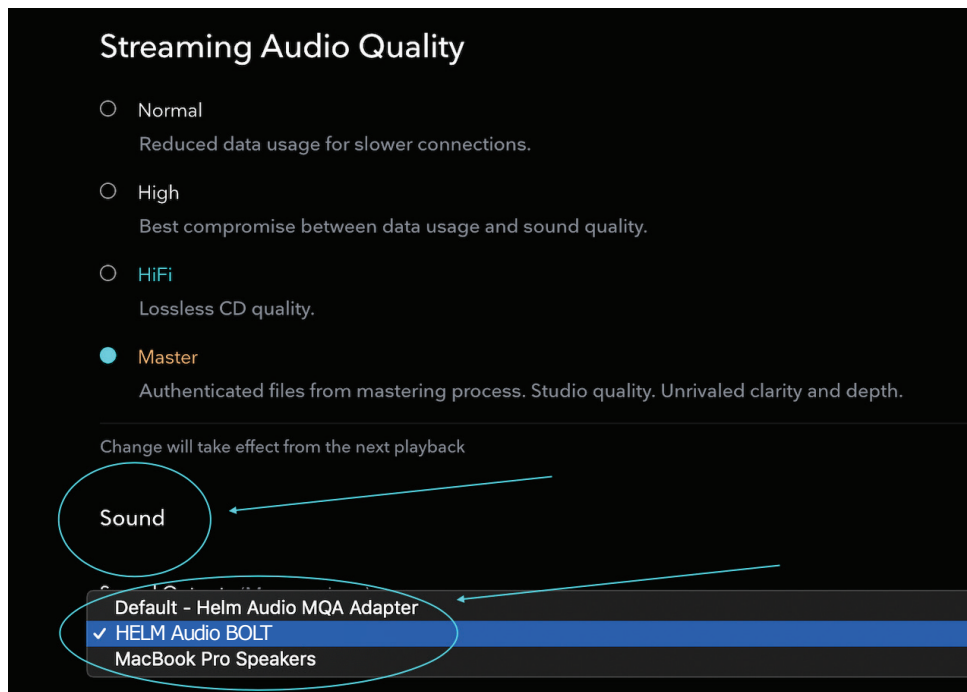 Streaming Audio Quality
Normal
Reduced data usage for slower connections.
High
Best compromise between data usage and sound quality.
HiFi
Lossless CD quality.
Master
Authenticated files from mastering process. Studio quality. Unrivaled clarity and depth.
Change will take effect from the next playback
Sound
Default - Helm Audio MQA Adapter
✓ HELM Audio BOLT
MacBook Pro Speakers